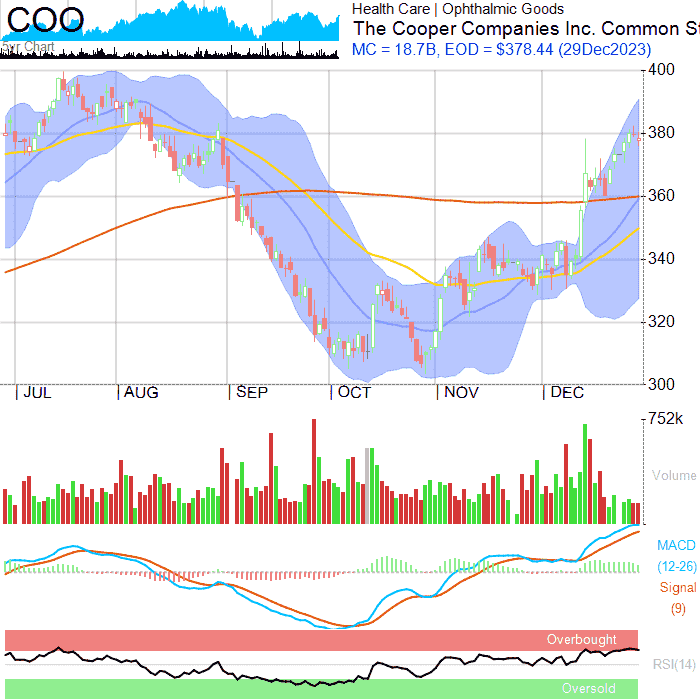 COO
5yr Chart
Health Care | Ophthalmic Goods
The Cooper Companies Inc. Common St
MC = 18.7B, EOD = $378.44 (29Dec2023)
400
380
360
340
320
300
| JUL | AUG | SEP | OCT | NOV | DEC
752k
Volume
MACD
(12-26)
Signal
(9)
Overbought
RSI(14)
Oversold